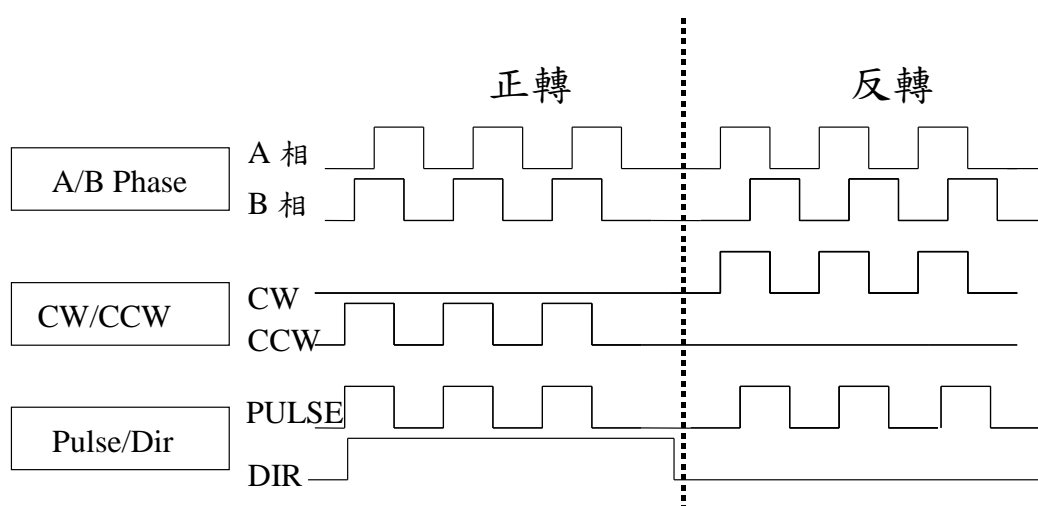 正轉
反轉
A/B Phase
A 相
B 相
CW/CCW
CW
CCW
Pulse/Dir
PULSE
DIR